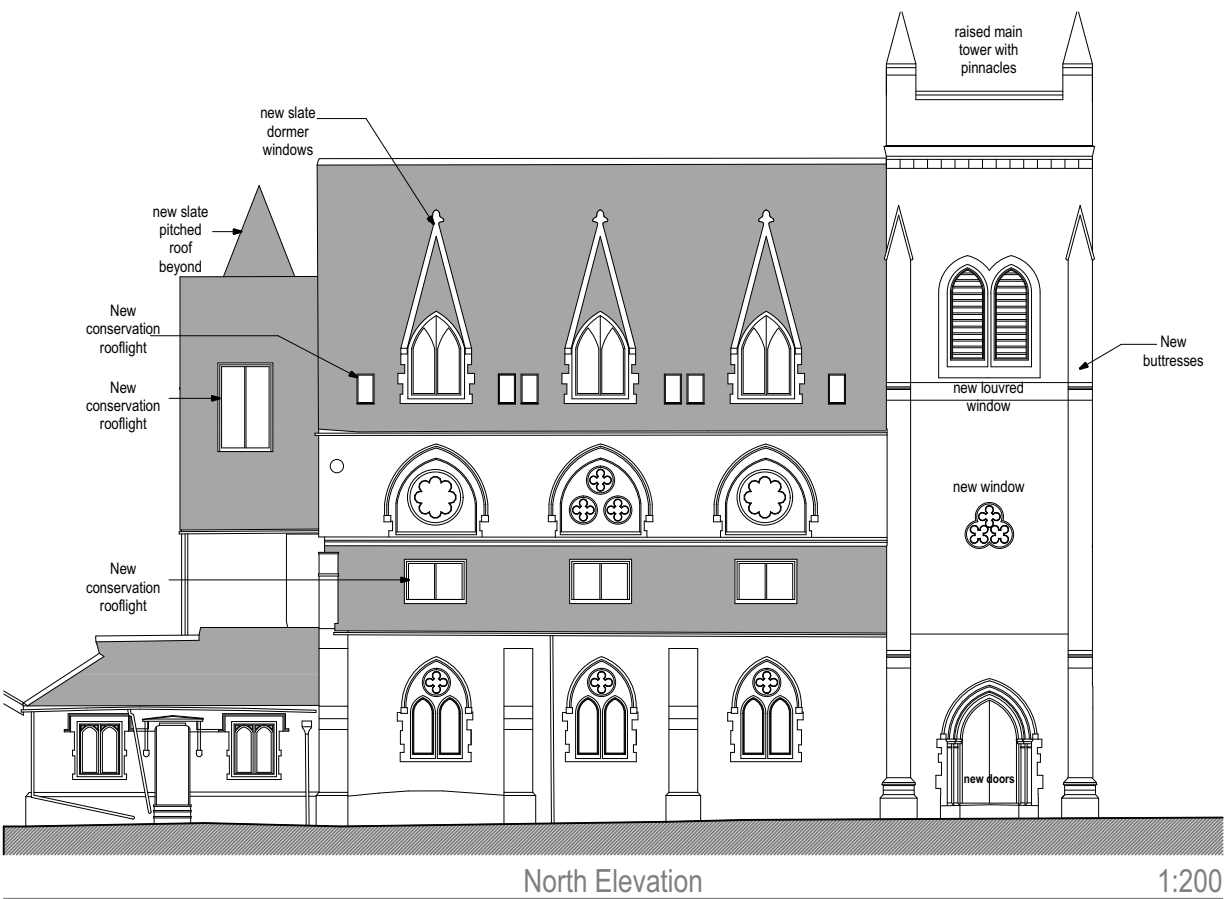 raised main
tower with
pinnacles
new slate
dormer
windows
new slate
pitched
roof
beyond
New
conservation
rooflight
New
conservation
rooflight
New
buttresses
new louvred
window
new window
New
conservation
rooflight
new doors
North Elevation
1:200